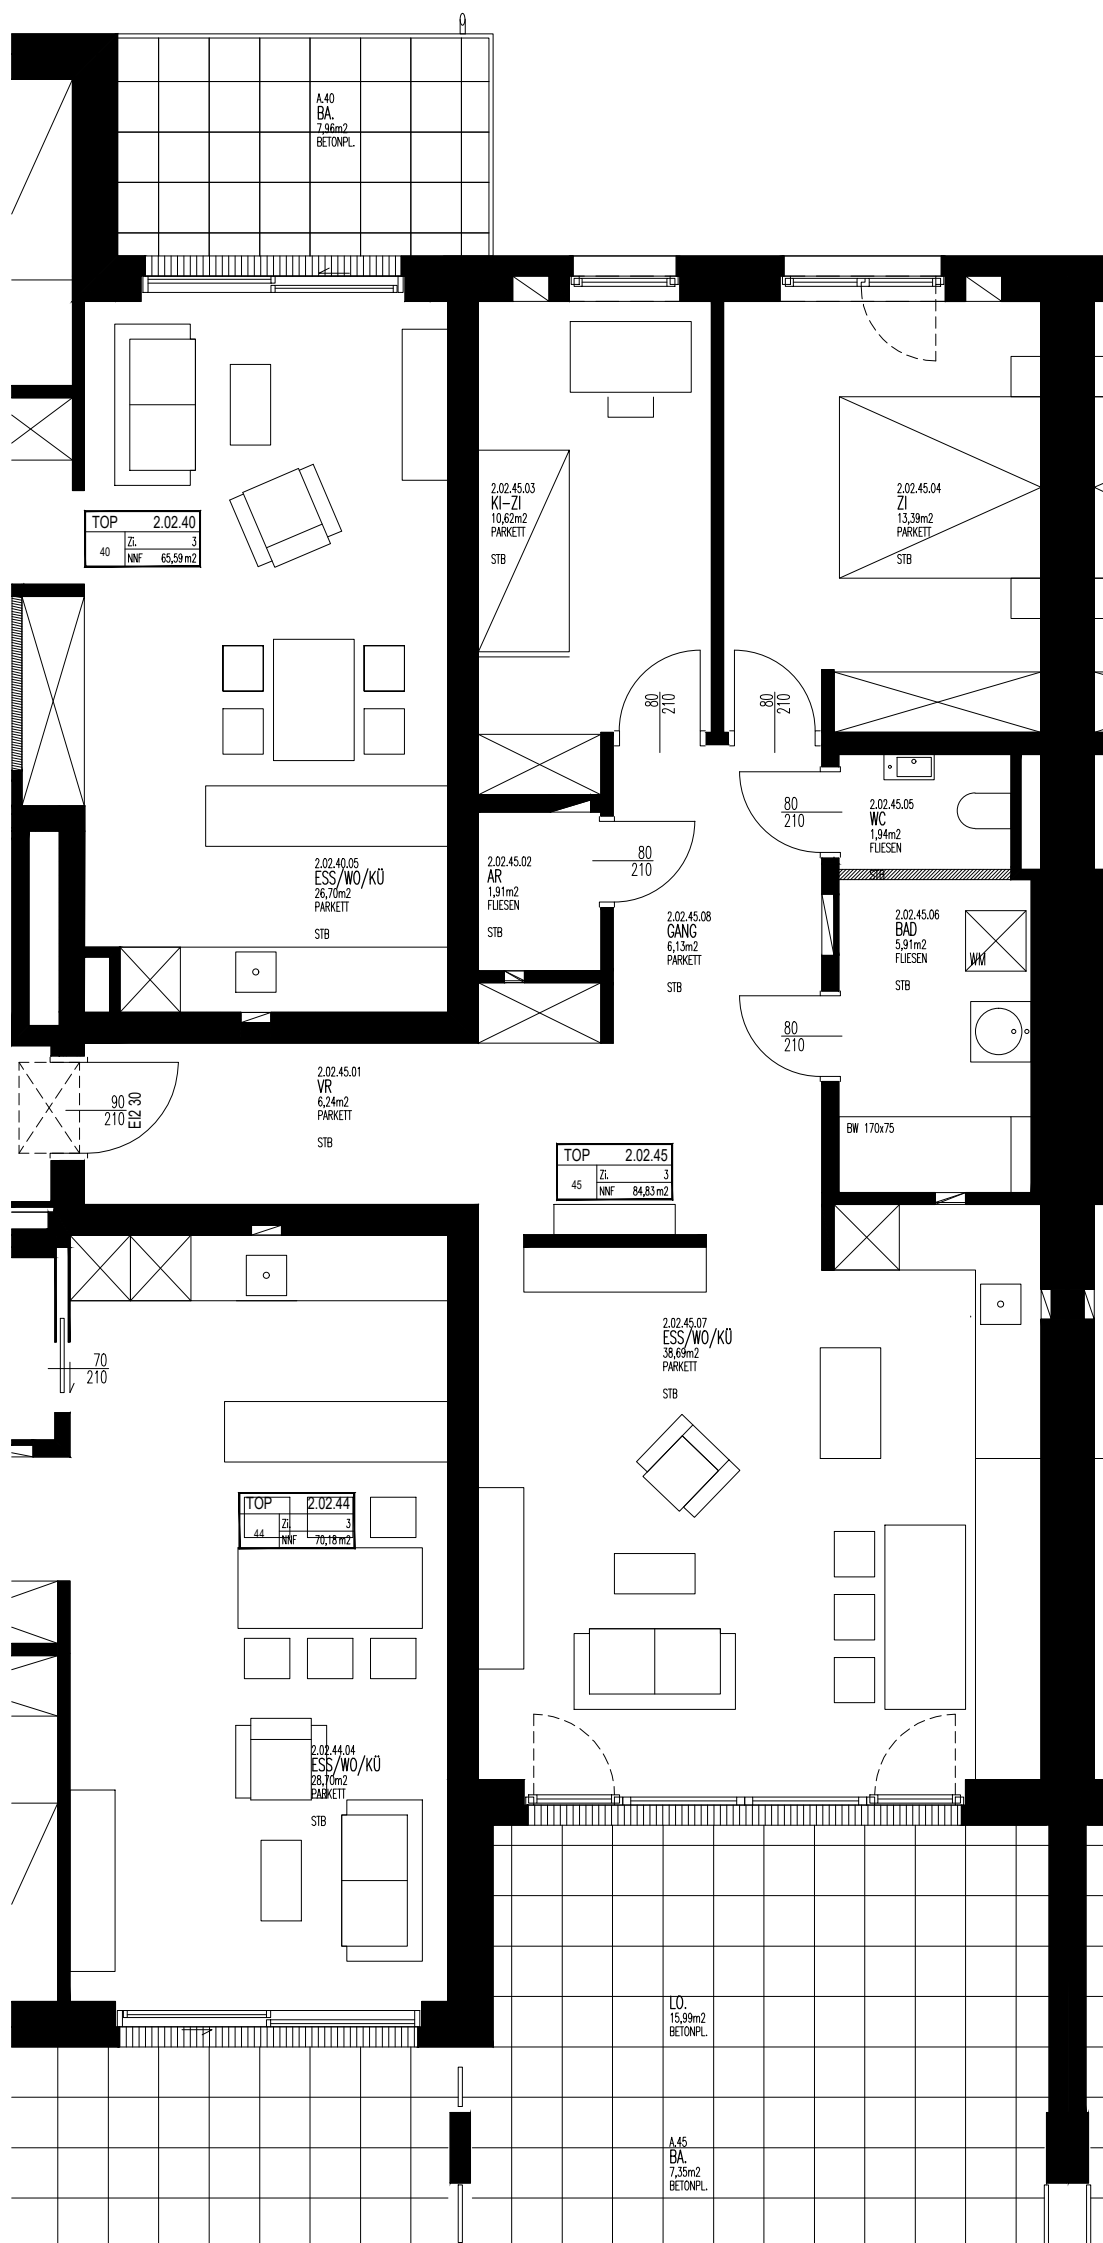 A.40
BA.
7,96m2
BETONPL.
TOP 2.02.40
40
Zi. 3
NNF 65,59 m2
2.02.45.03
KI-ZI
10,62m2
PARKETT
STB
2.02.45.04
ZI
13,39m2
PARKETT
STB
80
210
80
210
2.02.40.05
ESS/WO/KÜ
26,70m2
PARKETT
STB
2.02.45.02
AR
1,91m2
FLIESEN
STB
80
210
80
210
2.02.45.05
WC
1,94m2
FLIESEN
STB
2.02.45.08
GANG
6,13m2
PARKETT
STB
2.02.45.06
BAD
5,91m2
FLIESEN
STB
WM
80
210
BW 170x75
90
210
EI2 30
2.02.45.01
VR
6,24m2
PARKETT
STB
TOP 2.02.45
45
Zi. 3
NNF 84,83 m2
2.02.45.07
ESS/WO/KÜ
38,69m2
PARKETT
STB
70
210
TOP 2.02.44
44
Zi. 3
NNF 70,18 m2
2.02.44.04
ESS/WO/KÜ
28,70m2
PARKETT
STB
LO.
15,99m2
BETONPL.
A.45
BA.
7,35m2
BETONPL.